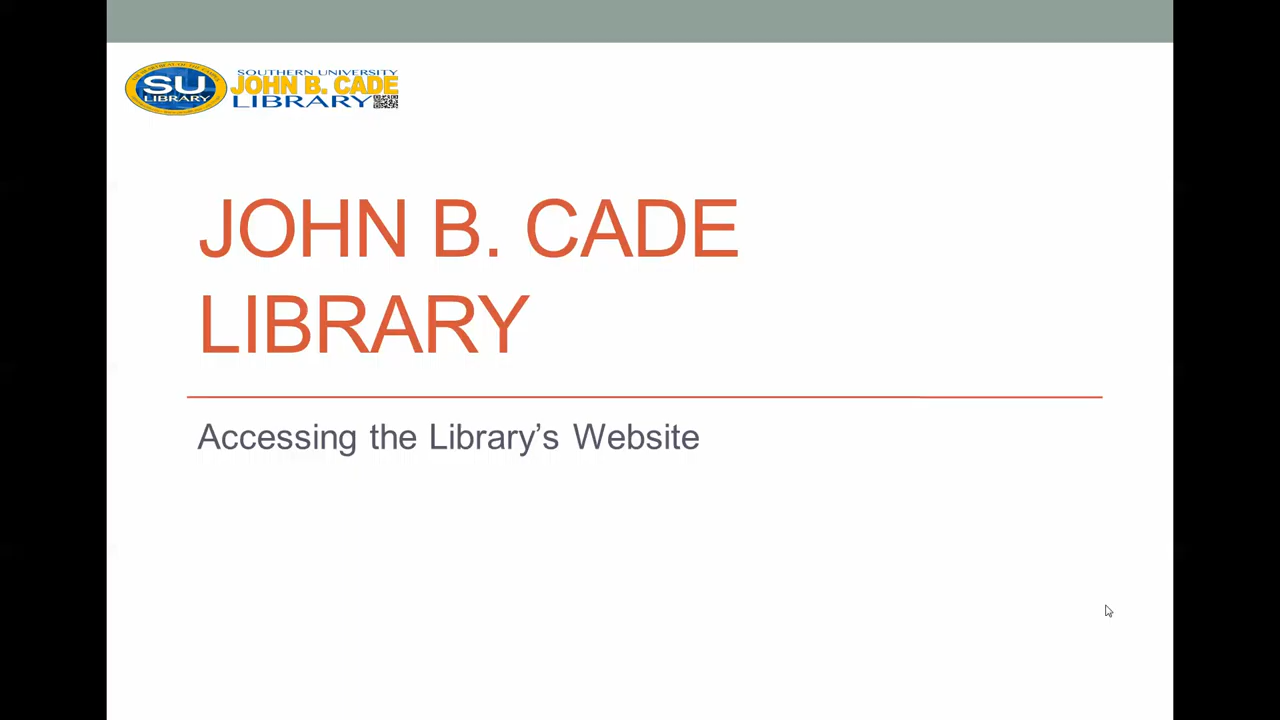 SU
LIBRARY
SOUTHERN UNIVERSITY
JOHN B. CADE
LIBRARY
JOHN B. CADE
LIBRARY
Accessing the Library’s Website